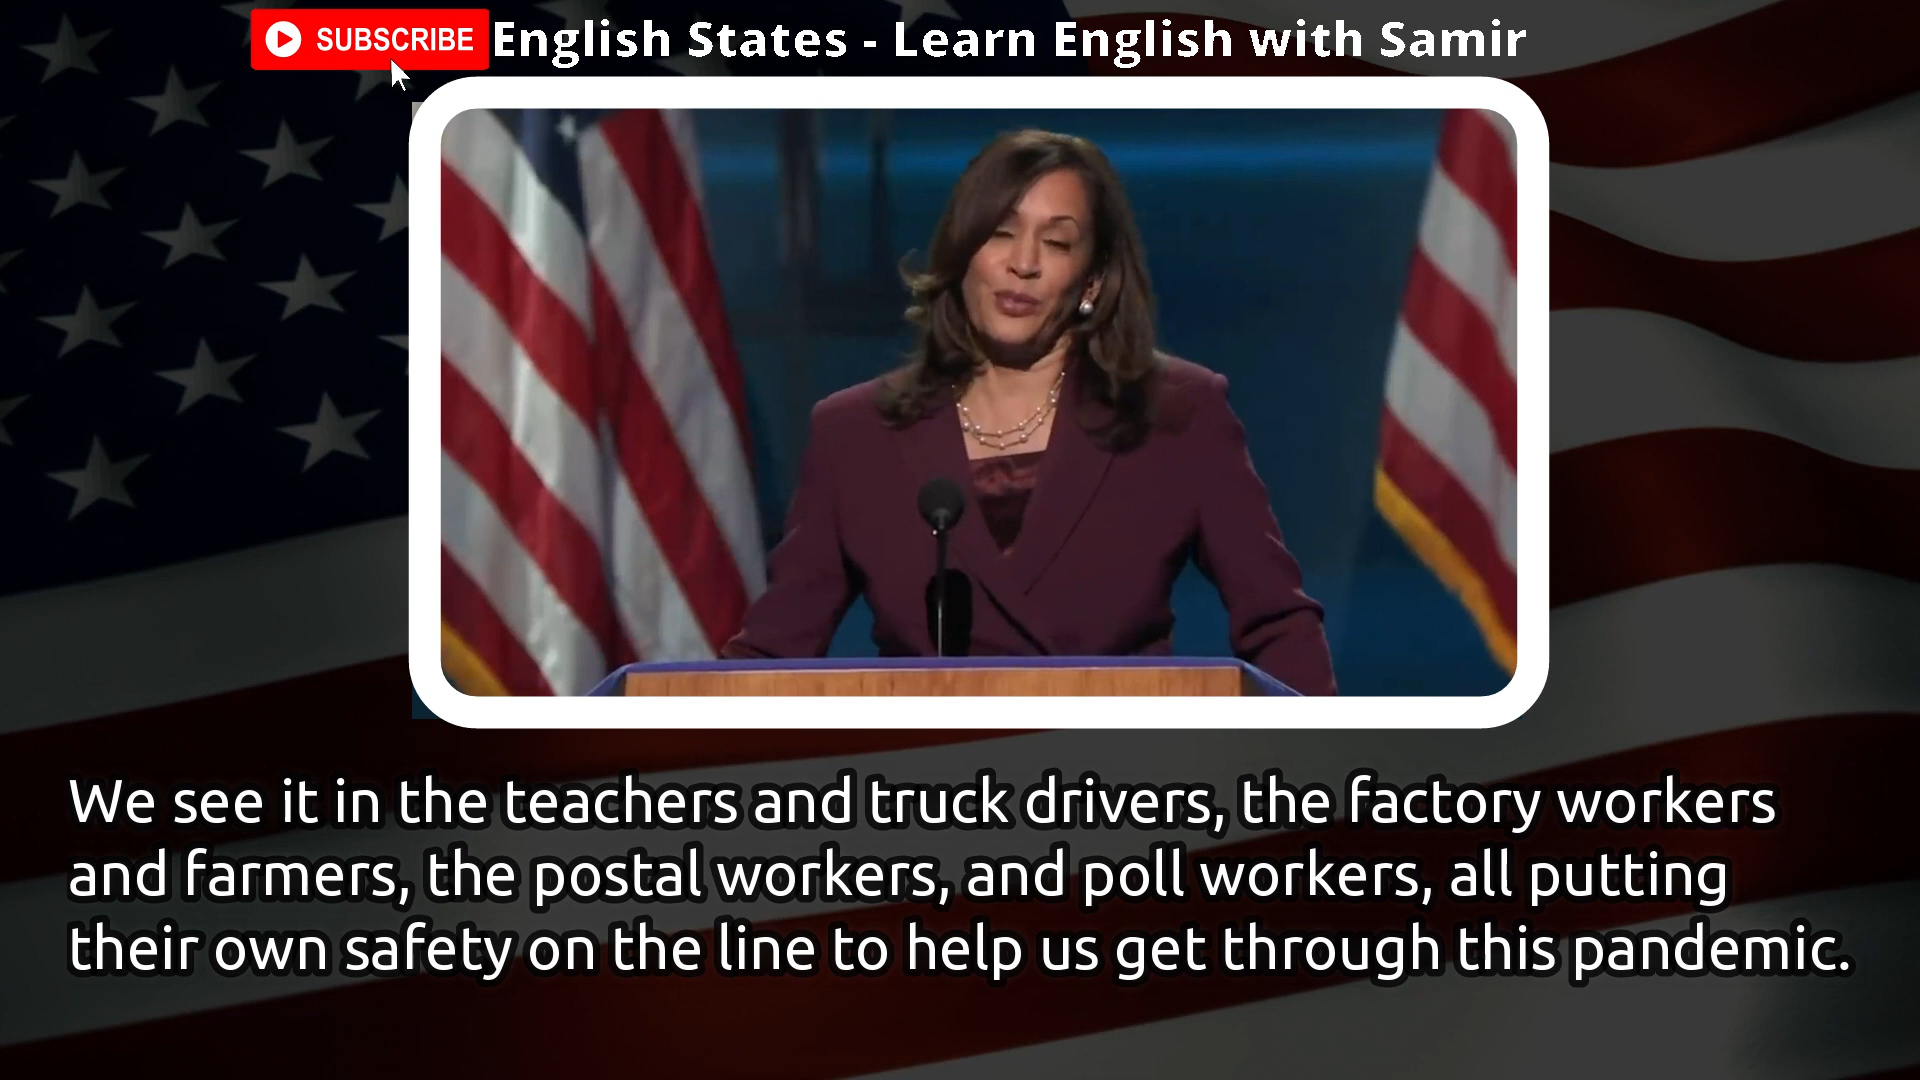 SUBSCRIBE English States - Learn English with Samir
We see it in the teachers and truck drivers, the factory workers
and farmers, the postal workers, and poll workers, all putting
their own safety on the line to help us get through this pandemic.